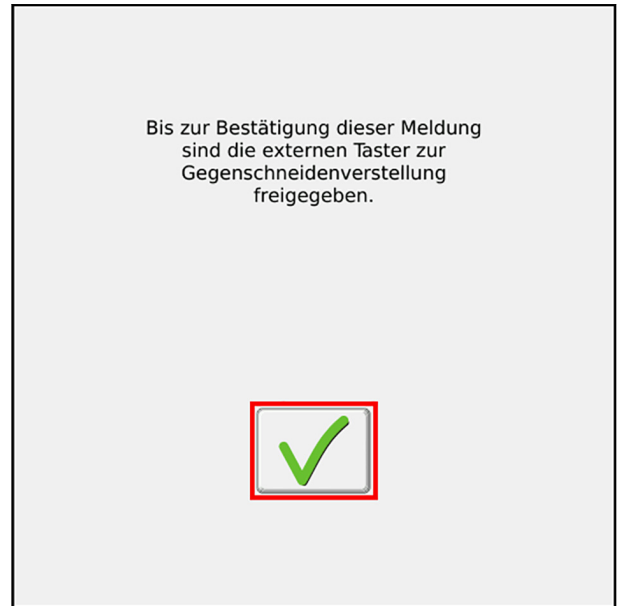 Bis zur Bestätigung dieser Meldung
sind die externen Taster zur
Gegenschneidenverstellung
freigegeben.